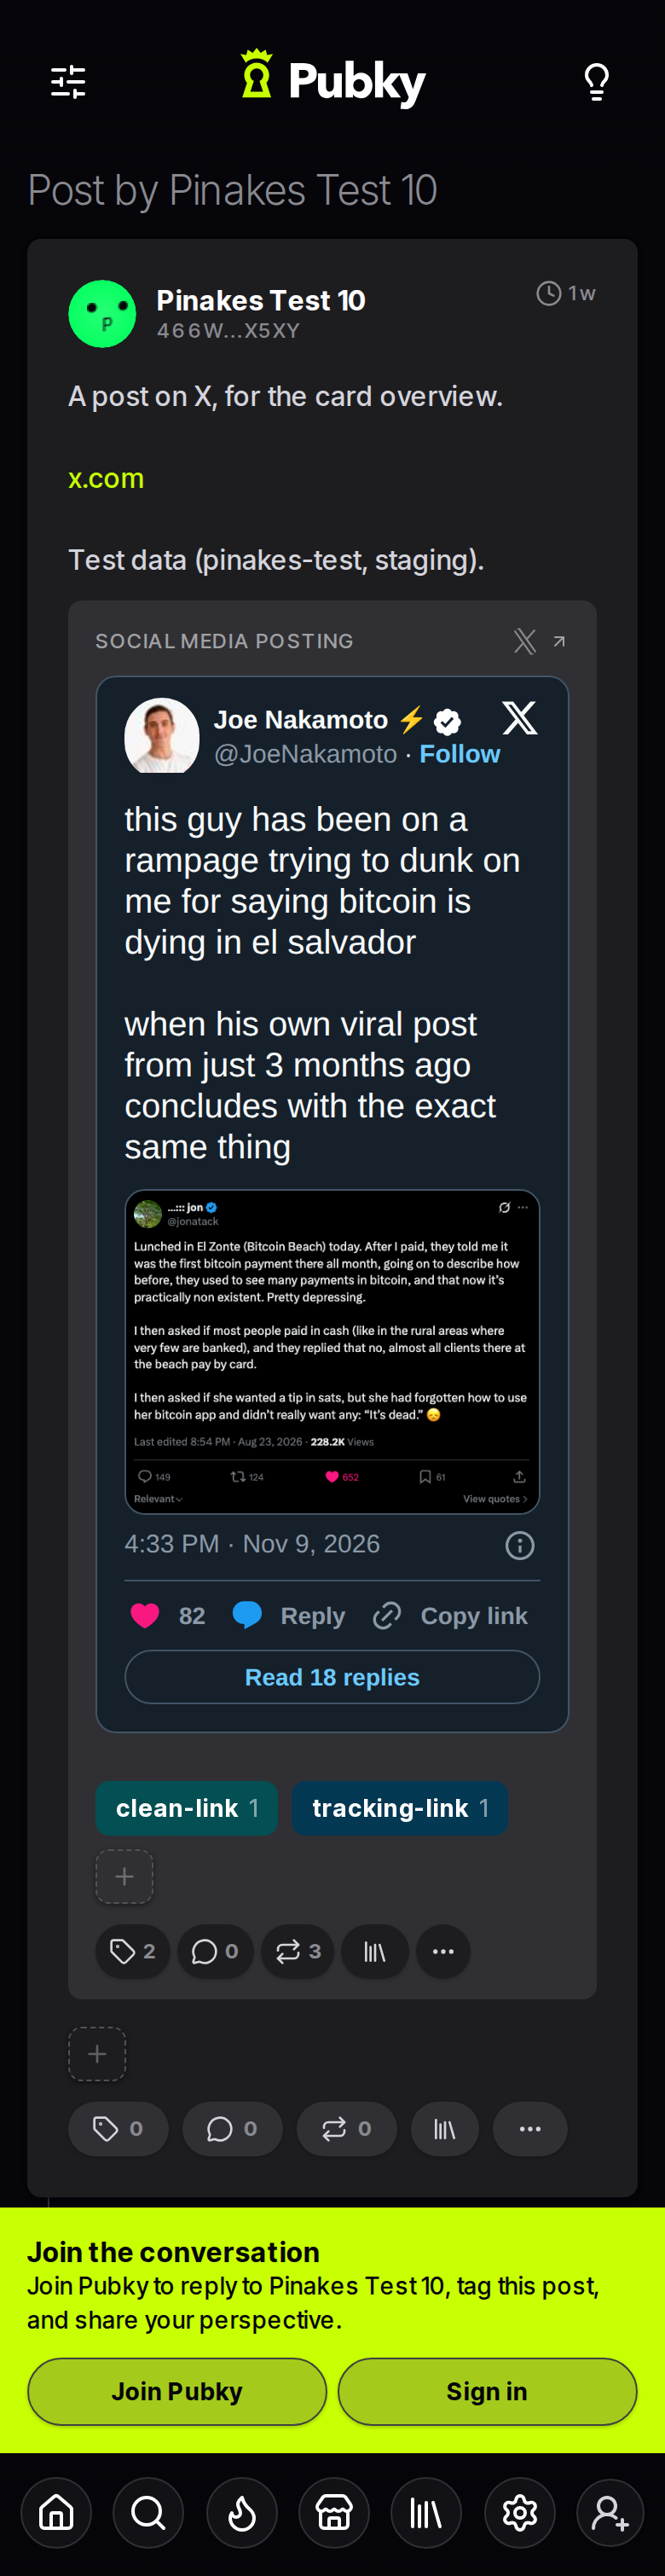 Pubky
Post by Pinakes Test 10
Pinakes Test 10
466W...X5XY
1w
A post on X, for the card overview.
x.com
Test data (pinakes-test, staging).
SOCIAL MEDIA POSTING
Joe Nakamoto ⚡
@JoeNakamoto · Follow
this guy has been on a
rampage trying to dunk on
me for saying bitcoin is
dying in el salvador
when his own viral post
from just 3 months ago
concludes with the exact
same thing
...::: jon
@jonatack
Lunched in El Zonte (Bitcoin Beach) today. After I paid, they told me it
was the first bitcoin payment there all month, going on to describe how
before, they used to see many payments in bitcoin, and that now it's
practically non existent. Pretty depressing.
I then asked if most people paid in cash (like in the rural areas where
very few are banked), and they replied that no, almost all clients there at
the beach pay by card.
I then asked if she wanted a tip in sats, but she had forgotten how to use
her bitcoin app and didn't really want any: "It's dead." 😞
Last edited 8:54 PM · Aug 23, 2026 · 228.2K Views
149 124 652 61
Relevant View quotes
4:33 PM · Nov 9, 2026
82 Reply Copy link
Read 18 replies
clean-link 1 tracking-link 1
2 0 3
0 0 0
Join the conversation
Join Pubky to reply to Pinakes Test 10, tag this post,
and share your perspective.
Join Pubky Sign in